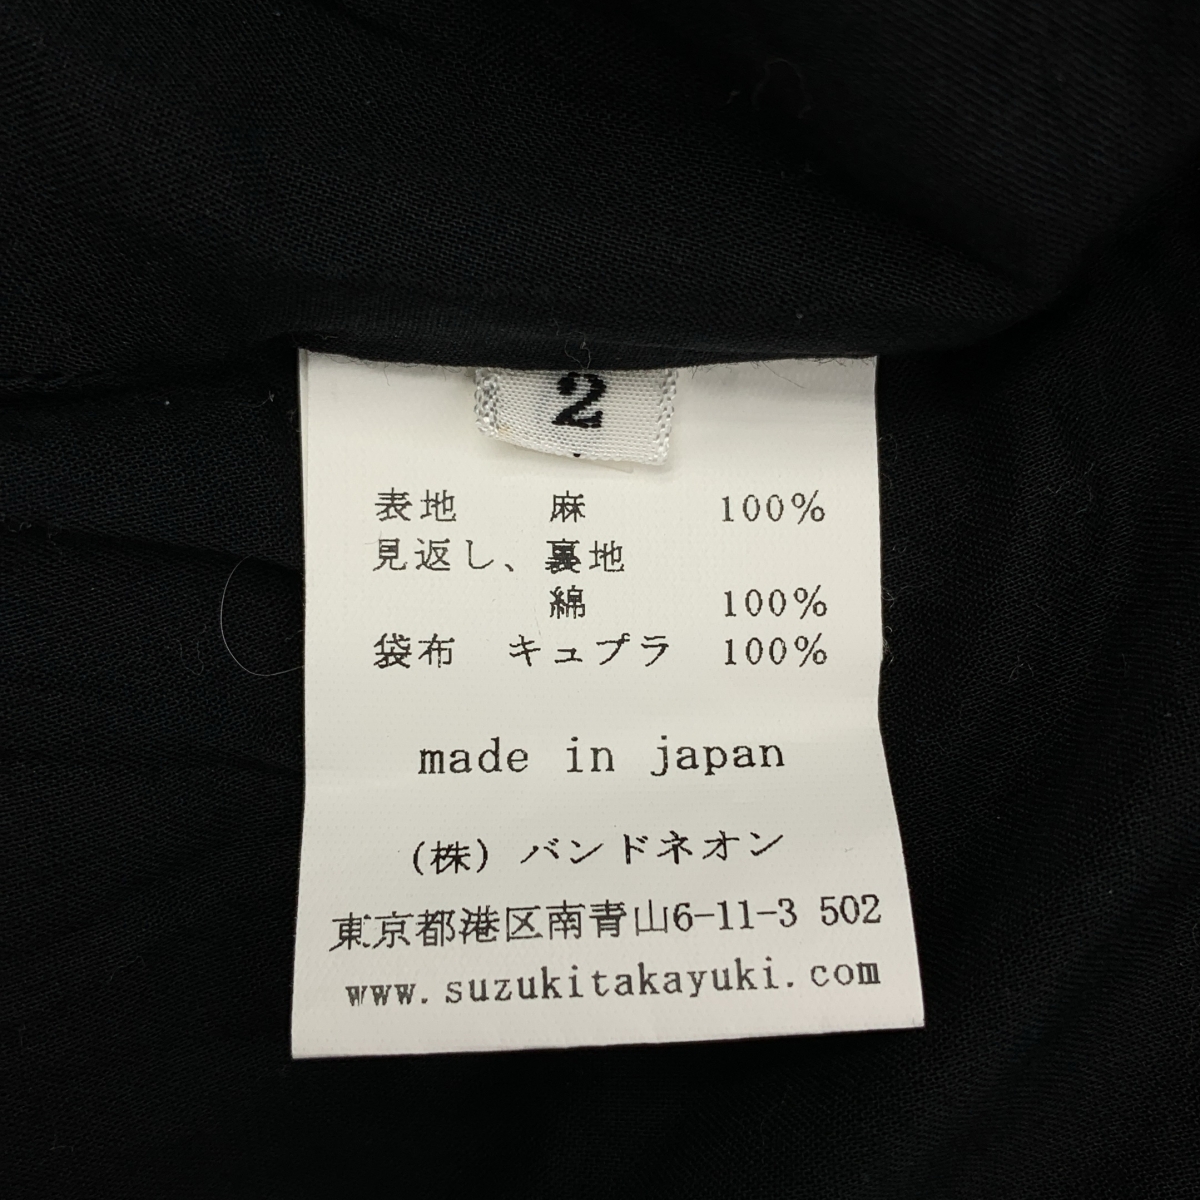 2
表地 麻 100%
見返し、裏地
綿 100%
袋布 キュプラ 100%
made in japan
(株) バンドネオン
東京都港区南青山6-11-3 502
www.suzukitakayuki.com